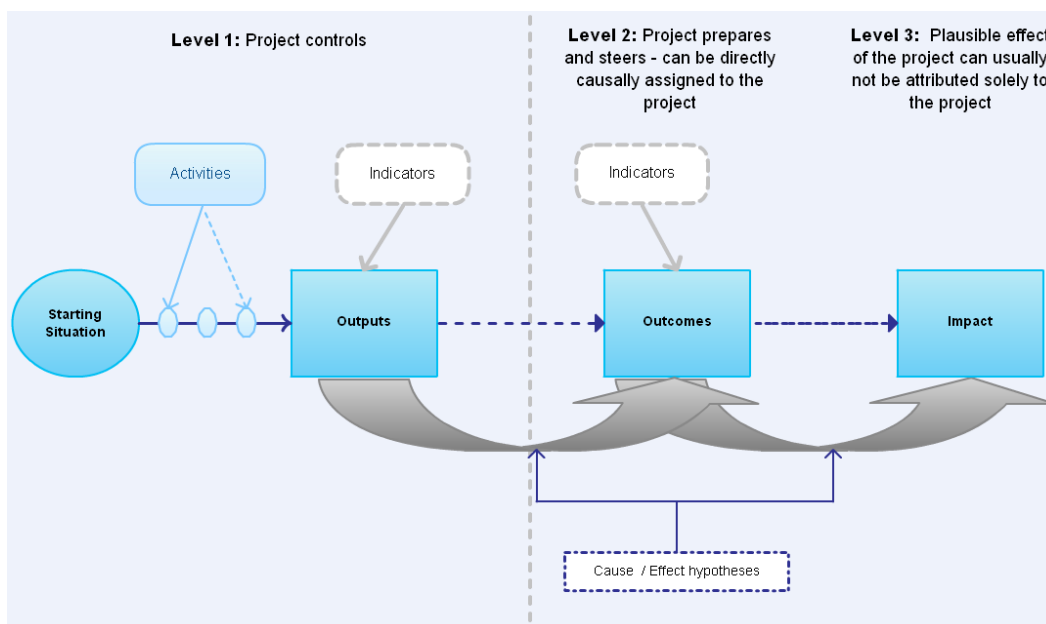 Level 1: Project controls
Level 2: Project prepares
and steers - can be directly
causally assigned to the
project
Level 3: Plausible effect
of the project can usually
not be attributed solely to
the project
Activities
Indicators
Indicators
Starting
Situation
Outputs
Outcomes
Impact
Cause / Effect hypotheses